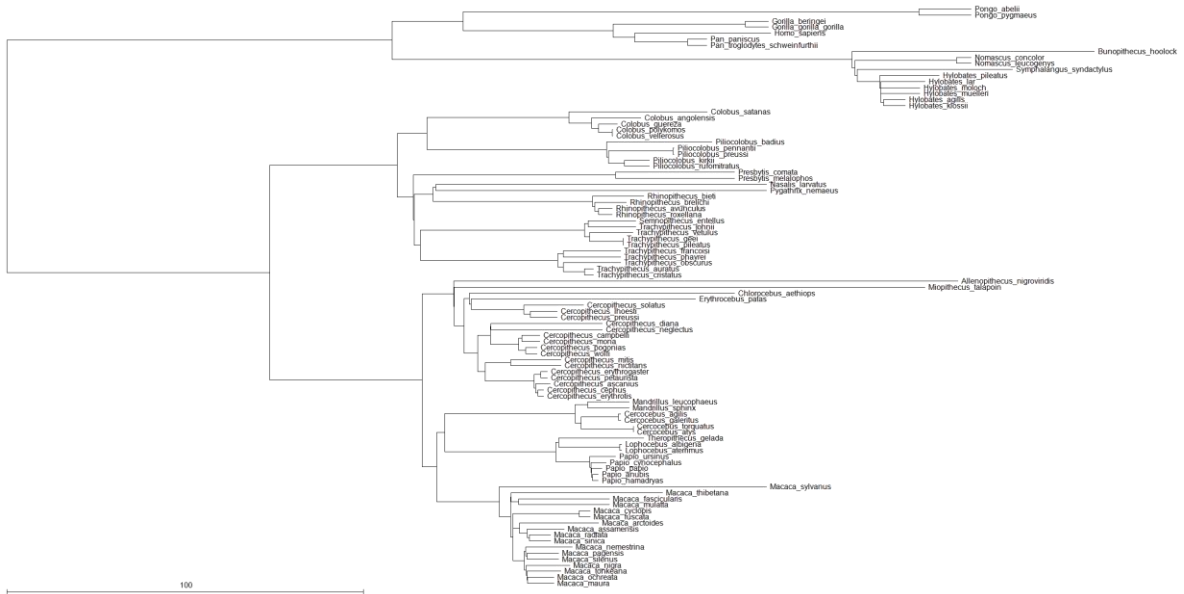 Pongo_abelii
Pongo_pygmaeus
Gorilla_beringei
Gorilla_gorilla_gorilla
Homo_sapiens
Pan_paniscus
Pan_troglodytes_schweinfurthii
Bunopithecus_hoolock
Nomascus_concolor
Nomascus_leucogenys
Symphalangus_syndactylus
Hylobates_pileatus
Hylobates_lar
Hylobates_moloch
Hylobates_muelleri
Hylobates_agilis
Hylobates_klossii
Colobus_satanas
Colobus_angolensis
Colobus_guereza
Colobus_polykomos
Colobus_vellerosus
Piliocolobus_badius
Piliocolobus_pennantii
Piliocolobus_preussi
Piliocolobus_kirkii
Piliocolobus_rufomitratus
Presbytis_comata
Presbytis_melalophos
Nasalis_larvatus
Pygathrix_nemaeus
Rhinopithecus_bieti
Rhinopithecus_brelichi
Rhinopithecus_avunculus
Rhinopithecus_roxellana
Semnopithecus_entellus
Trachypithecus_johnii
Trachypithecus_vetulus
Trachypithecus_geei
Trachypithecus_pileatus
Trachypithecus_francoisi
Trachypithecus_phayrei
Trachypithecus_obscurus
Trachypithecus_auratus
Trachypithecus_cristatus
Allenopithecus_nigroviridis
Miopithecus_talapoin
Chlorocebus_aethiops
Erythrocebus_patas
Cercopithecus_solatus
Cercopithecus_lhoesti
Cercopithecus_preussi
Cercopithecus_diana
Cercopithecus_neglectus
Cercopithecus_campbelli
Cercopithecus_mona
Cercopithecus_pogonias
Cercopithecus_wolfi
Cercopithecus_mitis
Cercopithecus_nictitans
Cercopithecus_erythrogaster
Cercopithecus_petaurista
Cercopithecus_ascanius
Cercopithecus_cephus
Cercopithecus_erythrotis
Mandrillus_leucophaeus
Mandrillus_sphinx
Cercocebus_agilis
Cercocebus_galeritus
Cercocebus_torquatus
Cercocebus_atys
Theropithecus_gelada
Lophocebus_albigena
Lophocebus_aterrimus
Papio_ursinus
Papio_cynocephalus
Papio_papio
Papio_anubis
Papio_hamadryas
Macaca_sylvanus
Macaca_thibetana
Macaca_fascicularis
Macaca_mulatta
Macaca_cyclopis
Macaca_fuscata
Macaca_arctoides
Macaca_assamensis
Macaca_radiata
Macaca_sinica
Macaca_nemestrina
Macaca_pagensis
Macaca_silenus
Macaca_nigra
Macaca_tonkeana
Macaca_ochreata
Macaca_maura
100